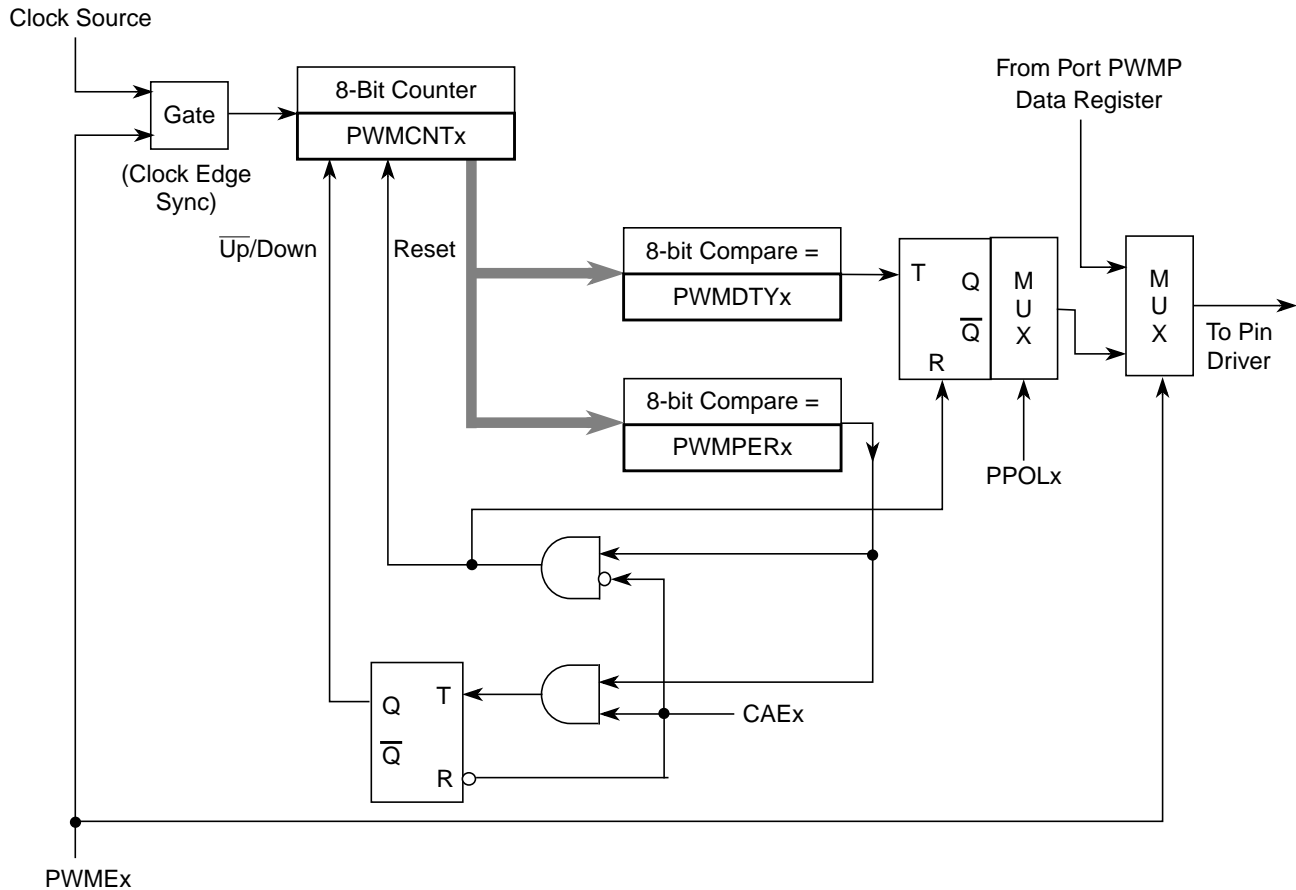 Clock Source
Gate
(Clock Edge
Sync)
8-Bit Counter
PWMCNTx
U̅p̅/Down
Reset
8-bit Compare =
PWMDTYx
8-bit Compare =
PWMPERx
T
Q
Q̅
R
M
U
X
PPOLx
From Port PWMP
Data Register
M
U
X
To Pin
Driver
Q
T
Q̅
R
CAEx
PWMEx